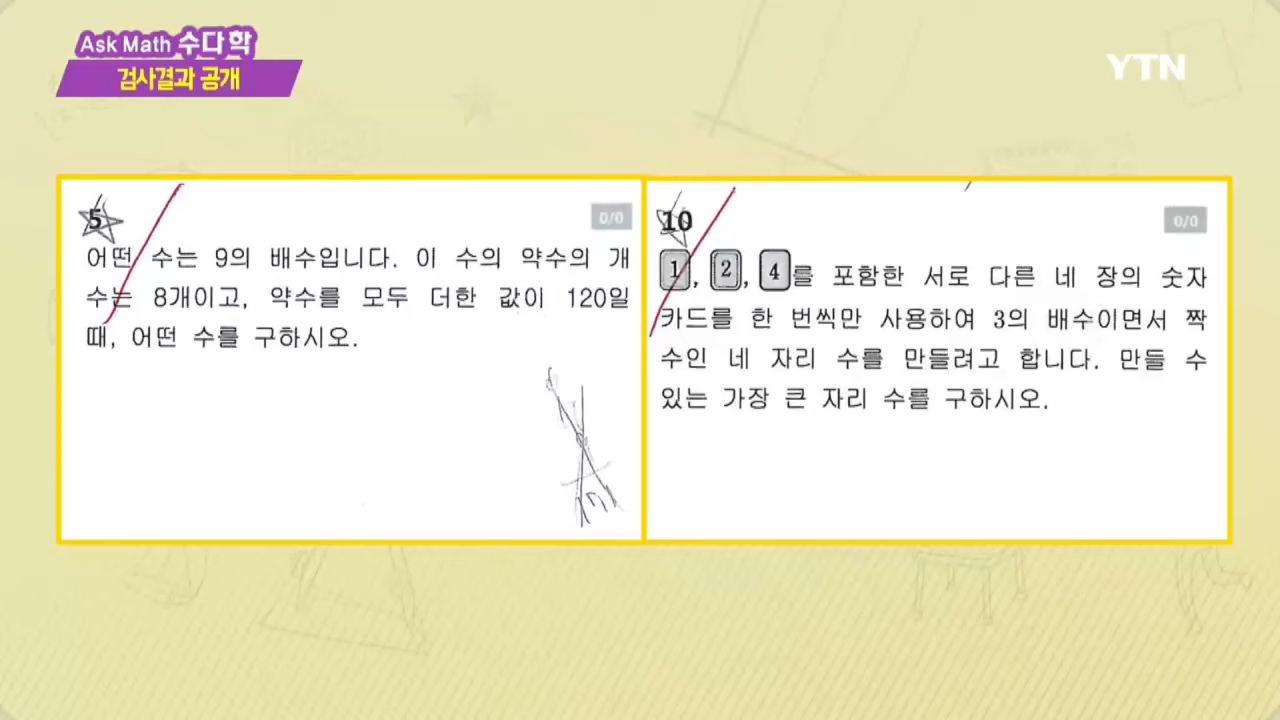 Ask Math 수다학
검사결과 공개
YTN
5
0/0
어떤 수는 9의 배수입니다. 이 수의 약수의 개
수는 8개이고, 약수를 모두 더한 값이 120일
때, 어떤 수를 구하시오.
10
0/0
1, 2, 4를 포함한 서로 다른 네 장의 숫자
카드를 한 번씩만 사용하여 3의 배수이면서 짝
수인 네 자리 수를 만들려고 합니다. 만들 수
있는 가장 큰 자리 수를 구하시오.